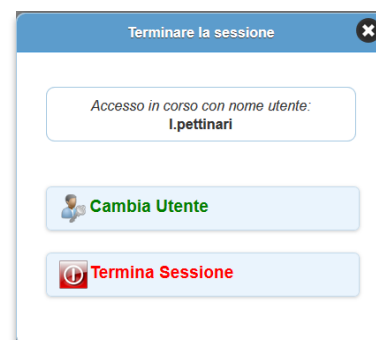 Terminare la sessione
Accesso in corso con nome utente:
l.pettinari
Cambia Utente
Termina Sessione